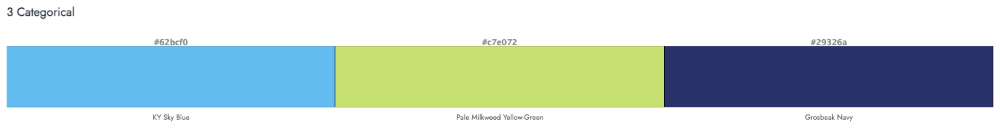 3 Categorical
#62bcf0 #c7e072 #29326a
KY Sky Blue Pale Milkweed Yellow-Green Grosbeak Navy